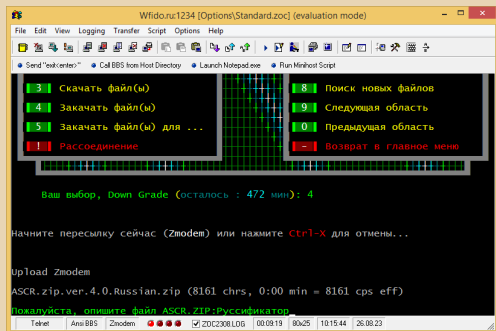 Wfido.ru:1234 [Options\Standard.zoc] (evaluation mode)
File Edit View Logging Transfer Script Options Help
Send "exit<enter>" Call BBS from Host Directory Launch Notepad.exe Run Minihost Script
3 Скачать файл(ы) 8 Поиск новых файлов
4 Закачать файл(ы) 9 Следующая область
5 Закачать файл(ы) для ... 0 Предыдущая область
! Рассоединение - Возврат в главное меню
Ваш выбор, Down Grade (осталось : 472 мин): 4
Начните пересылку сейчас (Zmodem) или нажмите Ctrl-X для отмены...
Upload Zmodem
ASCR.zip.ver.4.0.Russian.zip (8161 chrs, 0:00 min = 8161 cps eff)
Пожалуйста, опишите файл ASCR.ZIP:Руссификатор_
Telnet Ansi BBS Zmodem ZOC2308.LOG 00:09:19 80x25 10:15:44 26.08.23